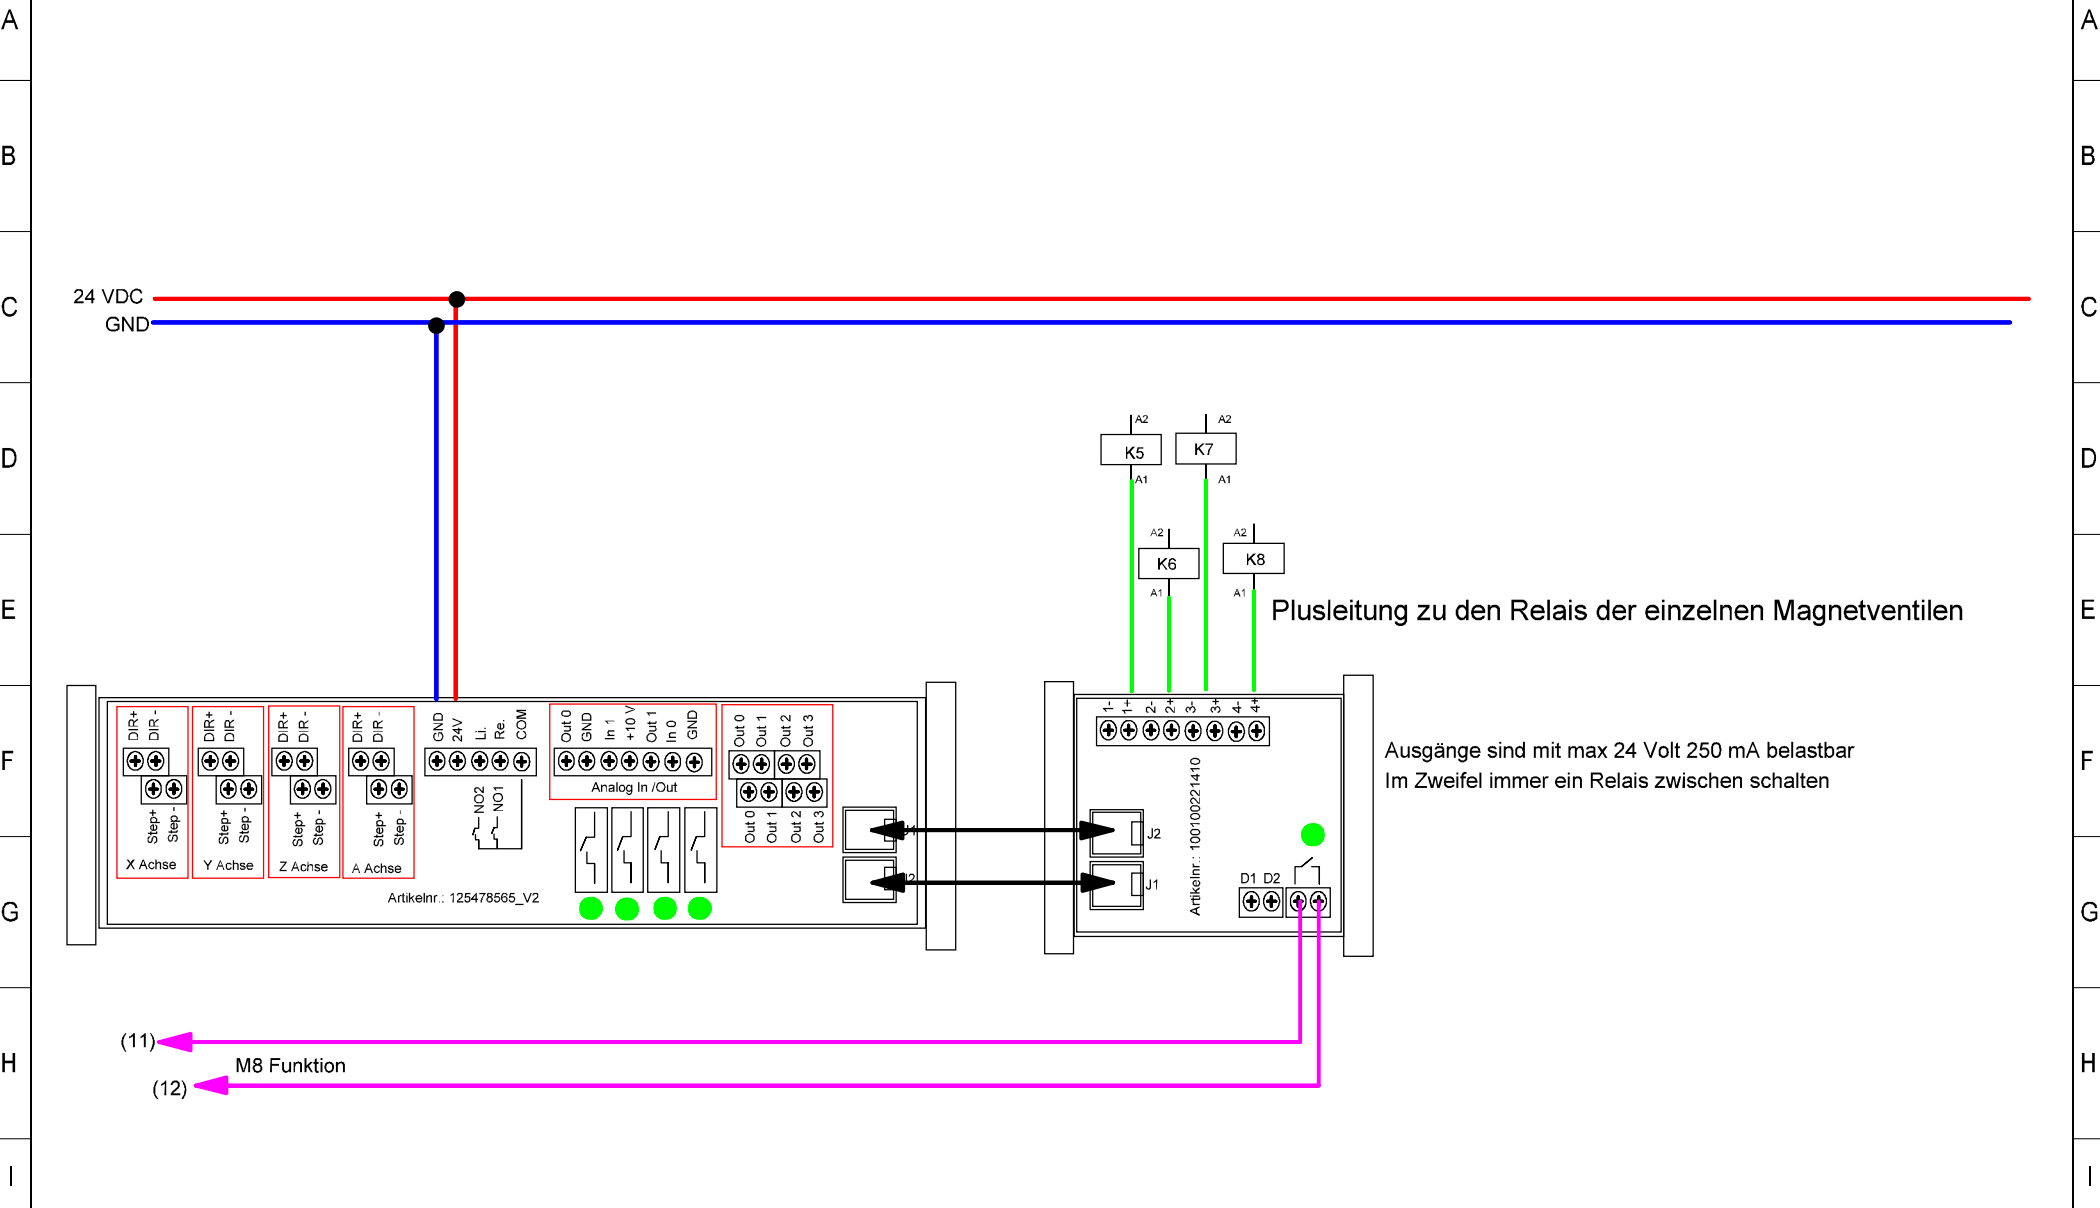 A
A
B
B
24 VDC
GND
C
C
A2
A2
K5
K7
A1
A1
D
D
A2
A2
K6
K8
A1
A1
E
Plusleitung zu den Relais der einzelnen Magnetventilen
E
DIR+
DIR -
DIR+
DIR -
DIR+
DIR -
DIR+
DIR -
GND
24V
Li.
Re.
COM
Out 0
GND
In 1
+10 V
Out 1
In 0
GND
Out 0
Out 1
Out 2
Out 3
1-
1+
2-
2+
3-
3+
4-
4+
F
Ausgänge sind mit max 24 Volt 250 mA belastbar
Im Zweifel immer ein Relais zwischen schalten
F
Analog In /Out
NO2
NO1
Step+
Step -
Step+
Step -
Step+
Step -
Step+
Step -
Out 0
Out 1
Out 2
Out 3
X Achse
Y Achse
Z Achse
A Achse
J1
J2
J2
J1
Artikelnr.: 125478565_V2
Artikelnr.: 1001000221410
D1 D2
G
G
(11)
M8 Funktion
(12)
H
H
I
I